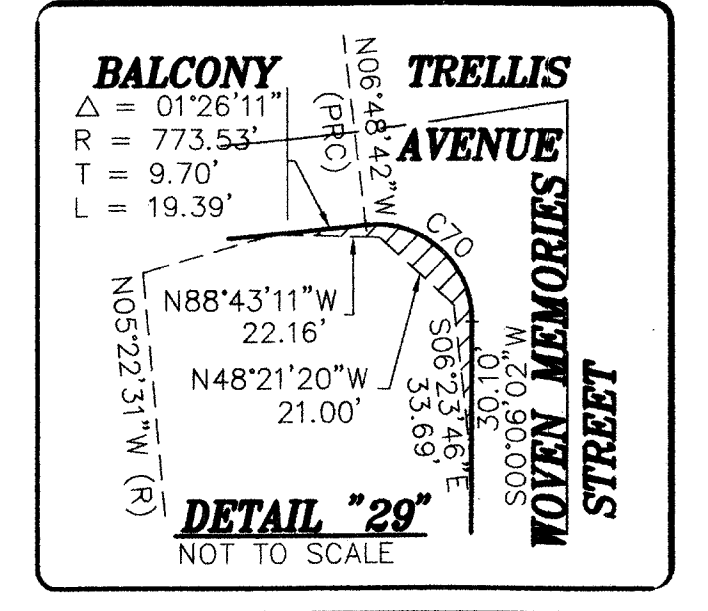 BALCONY TRELLIS
AVENUE
△ = 01°26'11"
R = 773.53'
T = 9.70'
L = 19.39'
N06°48'42"W
(PRC)
C70
N88°43'11"W
22.16'
N48°21'20"W
21.00'
N05°22'31"W (R)
S06°23'46"E
33.69'
30.10'
S00°06'02"W
WOVEN MEMORIES
STREET
DETAIL "29"
NOT TO SCALE